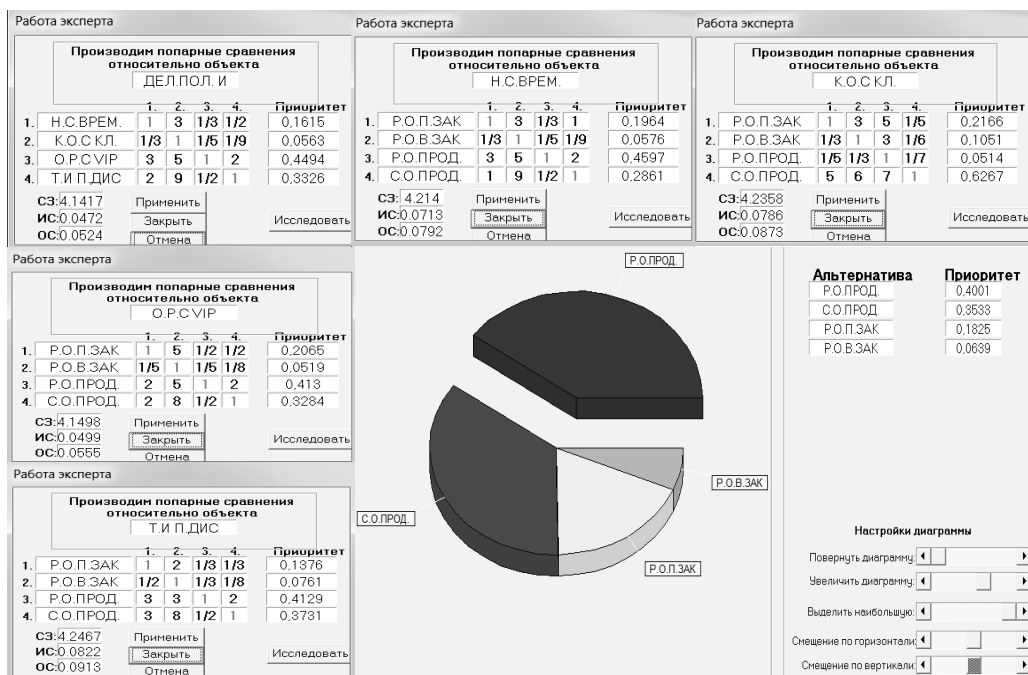 Работа эксперта
Производим попарные сравнения
относительно объекта
ДЕЛ.ПОЛ. И
1. 2. 3. 4. Приоритет
1. Н.С.ВРЕМ. 1 3 1/3 1/2 0,1615
2. К.О.С КЛ. 1/3 1 1/5 1/9 0,0563
3. О.Р.С VIP 3 5 1 2 0,4494
4. Т.И П.ДИС 2 9 1/2 1 0,3326
СЗ: 4.1417 Применить
ИС: 0.0472 Закрыть Исследовать
ОС: 0.0524 Отмена
Работа эксперта
Производим попарные сравнения
относительно объекта
Н.С.ВРЕМ.
1. 2. 3. 4. Приоритет
1. Р.О.П.ЗАК 1 3 1/3 1 0,1964
2. Р.О.В.ЗАК 1/3 1 1/5 1/9 0,0576
3. Р.О.ПРОД. 3 5 1 2 0,4597
4. С.О.ПРОД. 1 9 1/2 1 0,2861
СЗ: 4.214 Применить
ИС: 0.0713 Закрыть Исследовать
ОС: 0.0792 Отмена
Работа эксперта
Производим попарные сравнения
относительно объекта
К.О.С КЛ.
1. 2. 3. 4. Приоритет
1. Р.О.П.ЗАК 1 3 5 1/5 0,2166
2. Р.О.В.ЗАК 1/3 1 3 1/6 0,1051
3. Р.О.ПРОД. 1/5 1/3 1 1/7 0,0514
4. С.О.ПРОД. 5 6 7 1 0,6267
СЗ: 4.2358 Применить
ИС: 0.0786 Закрыть Исследовать
ОС: 0.0873 Отмена
Работа эксперта
Производим попарные сравнения
относительно объекта
О.Р.С VIP
1. 2. 3. 4. Приоритет
1. Р.О.П.ЗАК 1 5 1/2 1/2 0,2065
2. Р.О.В.ЗАК 1/5 1 1/5 1/8 0,0519
3. Р.О.ПРОД. 2 5 1 2 0,413
4. С.О.ПРОД. 2 8 1/2 1 0,3284
СЗ: 4.1498 Применить
ИС: 0.0499 Закрыть Исследовать
ОС: 0.0555 Отмена
Работа эксперта
Производим попарные сравнения
относительно объекта
Т.И П.ДИС
1. 2. 3. 4. Приоритет
1. Р.О.П.ЗАК 1 2 1/3 1/3 0,1376
2. Р.О.В.ЗАК 1/2 1 1/3 1/8 0,0761
3. Р.О.ПРОД. 3 3 1 2 0,4129
4. С.О.ПРОД. 3 8 1/2 1 0,3731
СЗ: 4.2467 Применить
ИС: 0.0822 Закрыть Исследовать
ОС: 0.0913 Отмена
Р.О.ПРОД.
Р.О.В.ЗАК
С.О.ПРОД.
Р.О.П.ЗАК
Альтернатива Приоритет
Р.О.ПРОД. 0,4001
С.О.ПРОД. 0,3533
Р.О.П.ЗАК 0,1825
Р.О.В.ЗАК 0,0639
Настройки диаграммы
Повернуть диаграмму:
Увеличить диаграмму:
Выделить наибольшую:
Смещение по горизонтали:
Смещение по вертикали: